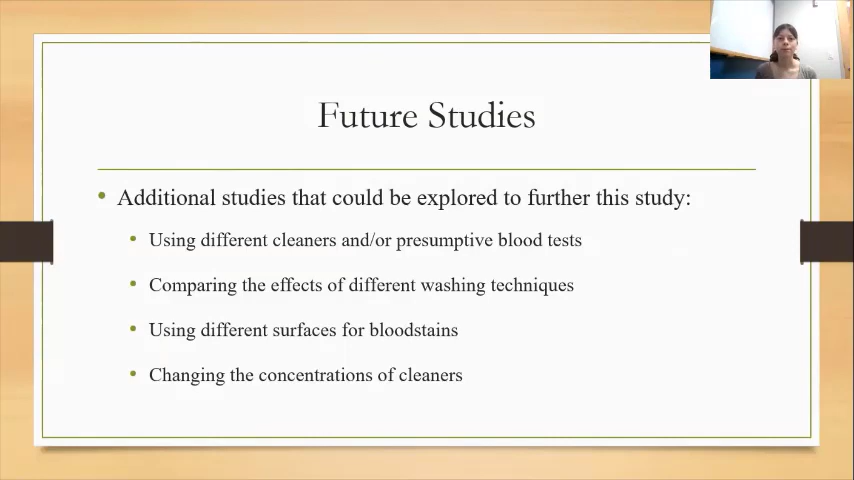 Future Studies
Additional studies that could be explored to further this study:
Using different cleaners and/or presumptive blood tests
Comparing the effects of different washing techniques
Using different surfaces for bloodstains
Changing the concentrations of cleaners